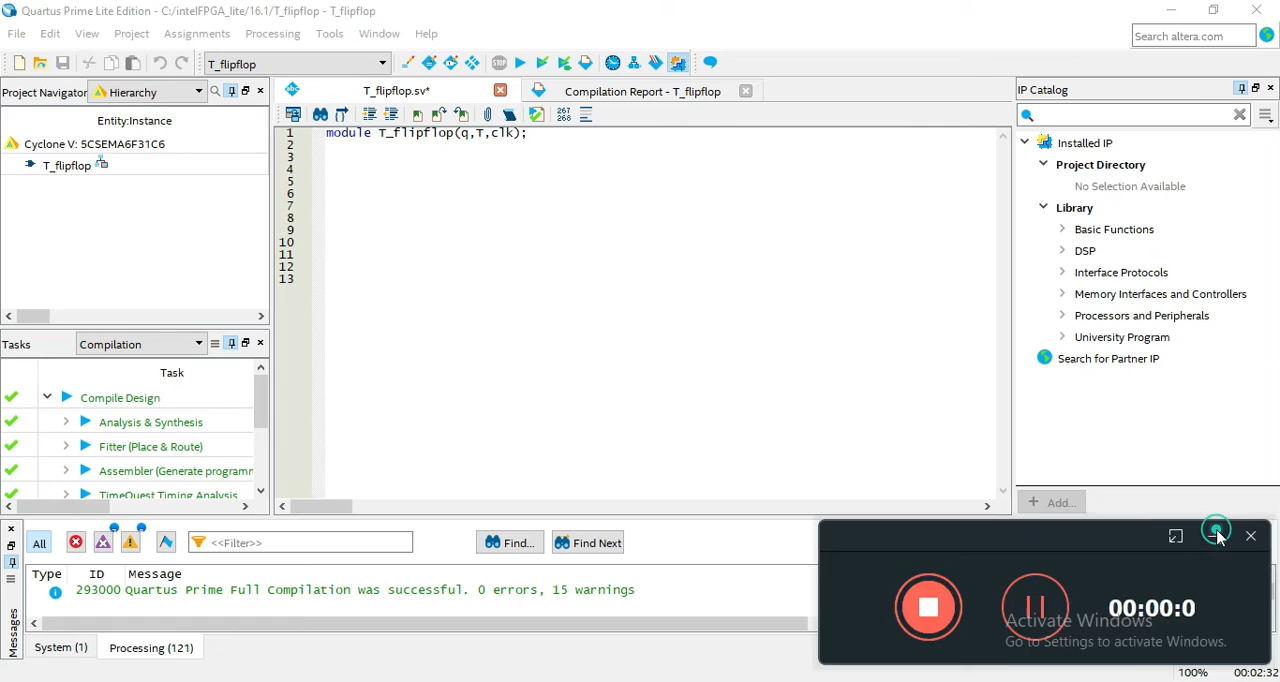 Quartus Prime Lite Edition - C:/intelFPGA_lite/16.1/T_flipflop - T_flipflop
File Edit View Project Assignments Processing Tools Window Help
Search altera.com
T_flipflop
Project Navigator Hierarchy
T_flipflop.sv*
Compilation Report - T_flipflop
IP Catalog
267
268
Entity:Instance
Cyclone V: 5CSEMA6F31C6
T_flipflop
1 module T_flipflop(q,T,clk);
2
3
4
5
6
7
8
9
10
11
12
13
Installed IP
Project Directory
No Selection Available
Library
Basic Functions
DSP
Interface Protocols
Memory Interfaces and Controllers
Processors and Peripherals
University Program
Search for Partner IP
+ Add...
Tasks Compilation
Task
Compile Design
Analysis & Synthesis
Fitter (Place & Route)
Assembler (Generate programm
TimeQuest Timing Analysis
All
<<Filter>>
Find...
Find Next
Type ID Message
293000 Quartus Prime Full Compilation was successful. 0 errors, 15 warnings
Messages
System (1)
Processing (121)
00:00:0
Activate Windows
Go to Settings to activate Windows.
100% 00:02:32